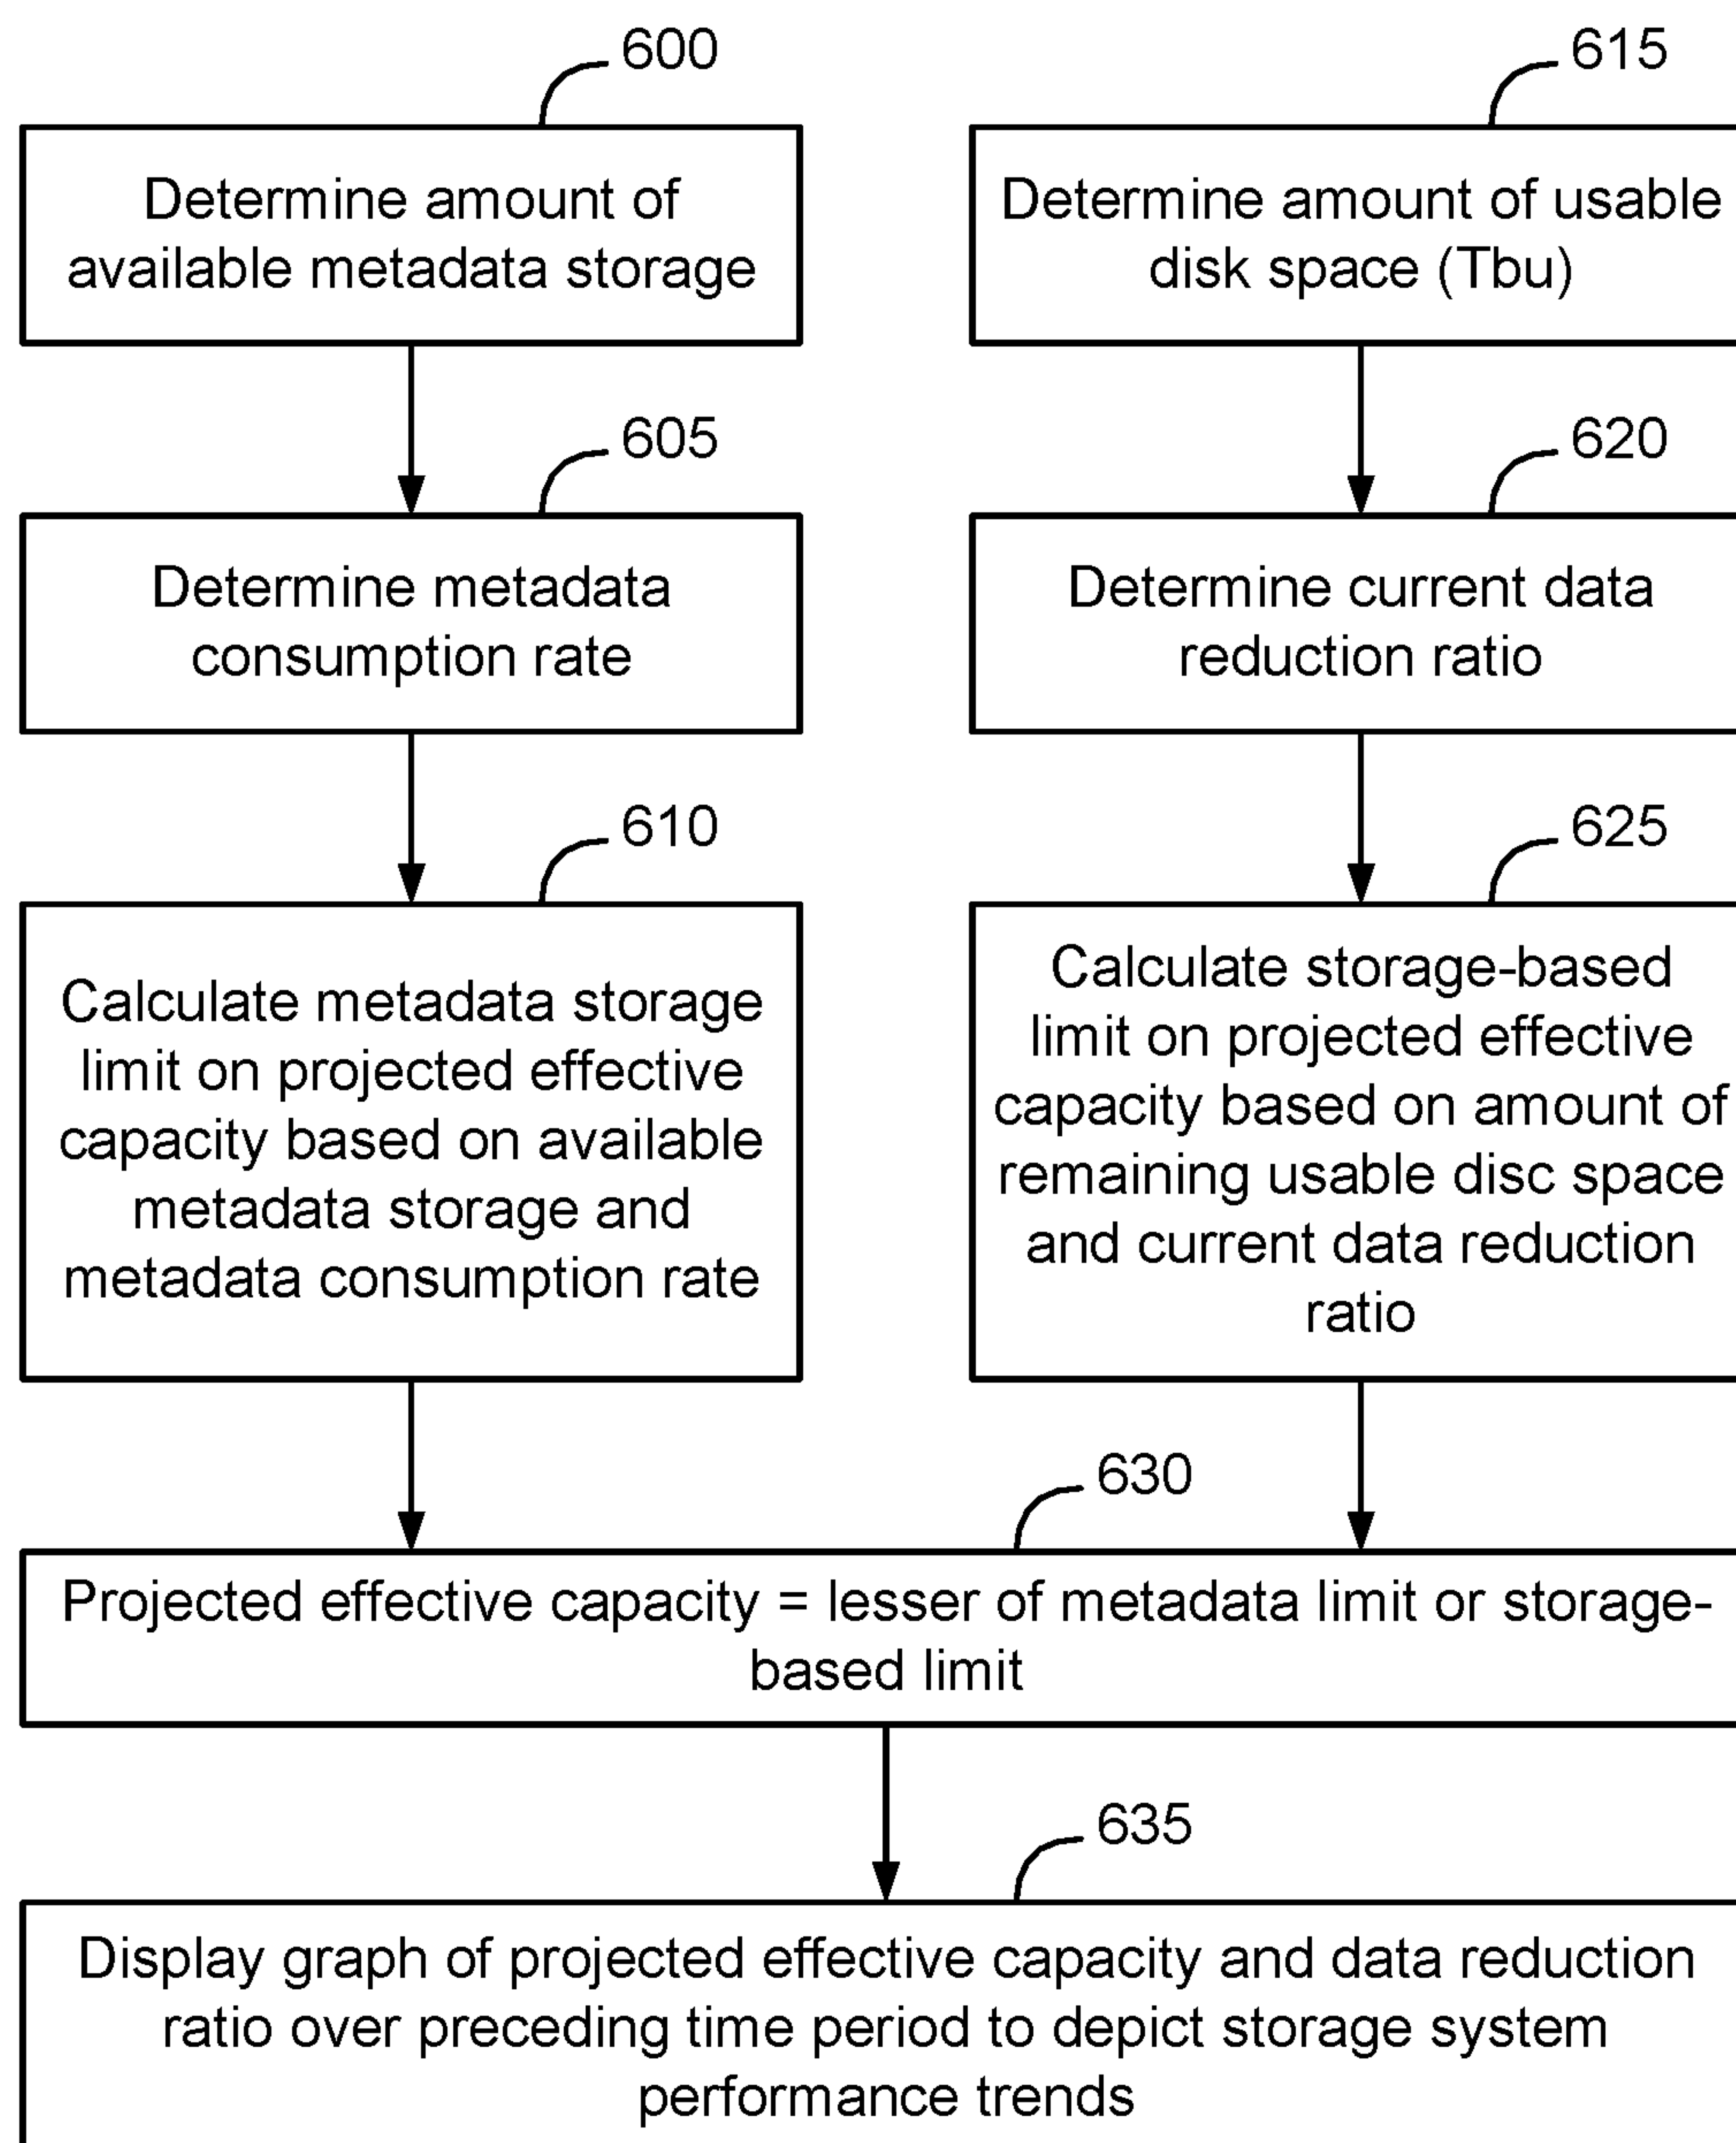 600
Determine amount of
available metadata storage
605
Determine metadata
consumption rate
610
Calculate metadata storage
limit on projected effective
capacity based on available
metadata storage and
metadata consumption rate
615
Determine amount of usable
disk space (Tbu)
620
Determine current data
reduction ratio
625
Calculate storage-based
limit on projected effective
capacity based on amount of
remaining usable disc space
and current data reduction
ratio
630
Projected effective capacity = lesser of metadata limit or storage-
based limit
635
Display graph of projected effective capacity and data reduction
ratio over preceding time period to depict storage system
performance trends